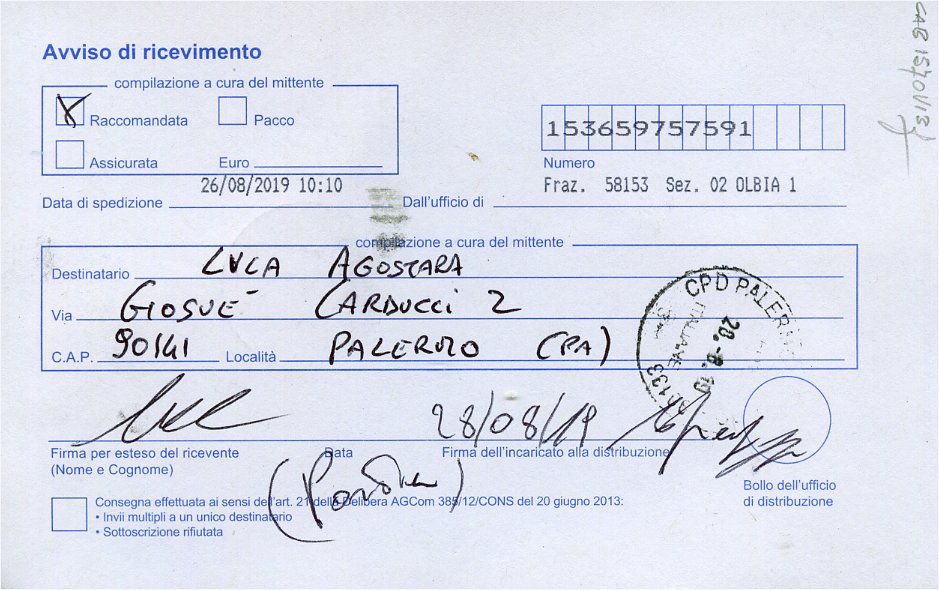 Avviso di ricevimento
compilazione a cura del mittente
X Raccomandata Pacco
Assicurata Euro
153659757591
Numero
26/08/2019 10:10
Fraz. 58153 Sez. 02 OLBIA 1
Data di spedizione Dall'ufficio di
compilazione a cura del mittente
Destinatario LUCA AGOSTARA
Via GIOSUÉ CARDUCCI 2
C.A.P. 90141 Località PALERMO (PA)
CPD PALERMO
28.-8.19
28/08/19
Firma per esteso del ricevente
(Nome e Cognome)
Data
Firma dell'incaricato alla distribuzione
Bollo dell'ufficio
di distribuzione
Consegna effettuata ai sensi dell'art. 21 della Delibera AGCom 385/12/CONS del 20 giugno 2013:
• Invii multipli a un unico destinatario
• Sottoscrizione rifiutata